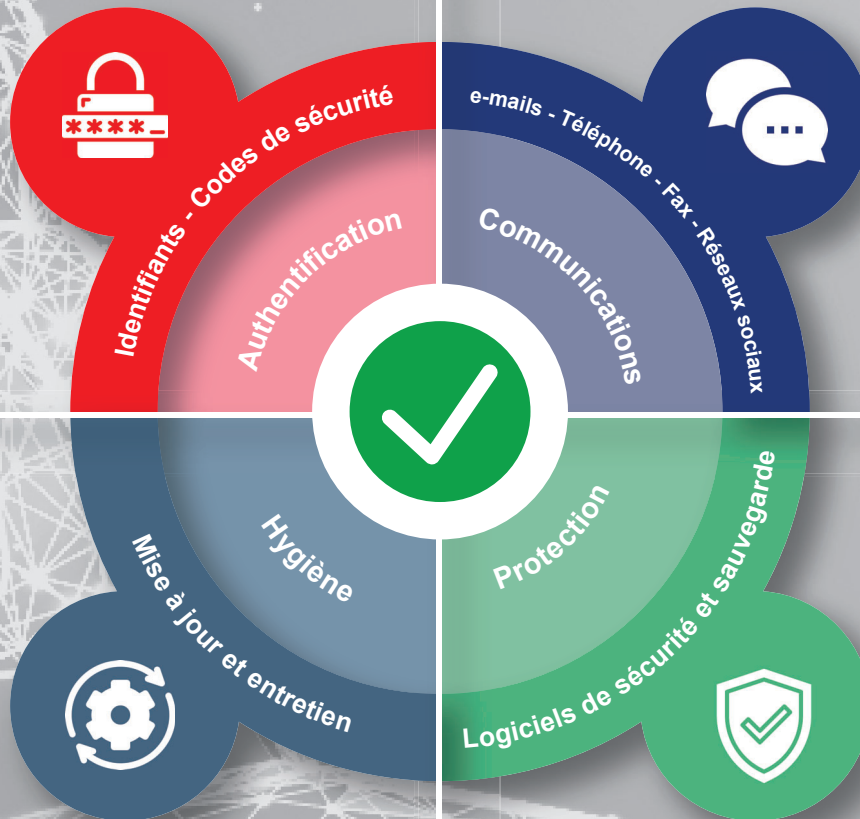 ****_
Identifiants - Codes de sécurité
Authentification
e-mails - Téléphone - Fax - Réseaux sociaux
Communications
Hygiène
Mise à jour et entretien
Protection
Logiciels de sécurité et sauvegarde